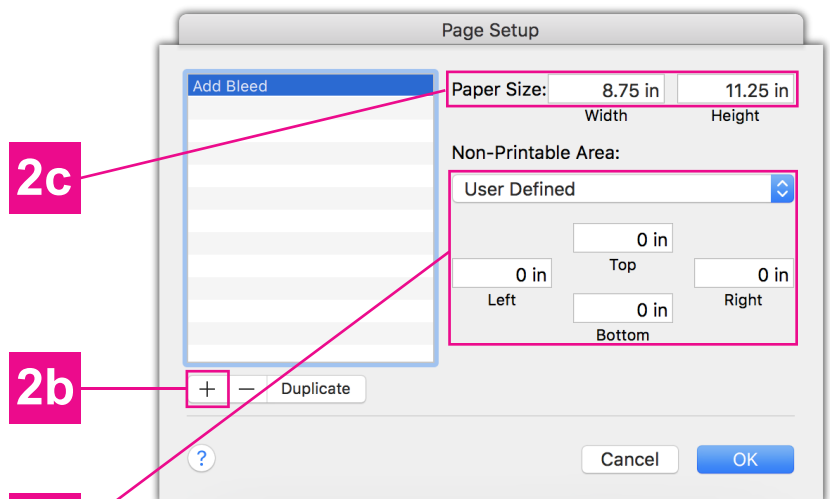 Page Setup
Add Bleed
Paper Size: 8.75 in 11.25 in
Width Height
2c
Non-Printable Area:
User Defined
0 in
Top
0 in 0 in
Left Right
0 in
Bottom
2b
+ − Duplicate
? Cancel OK